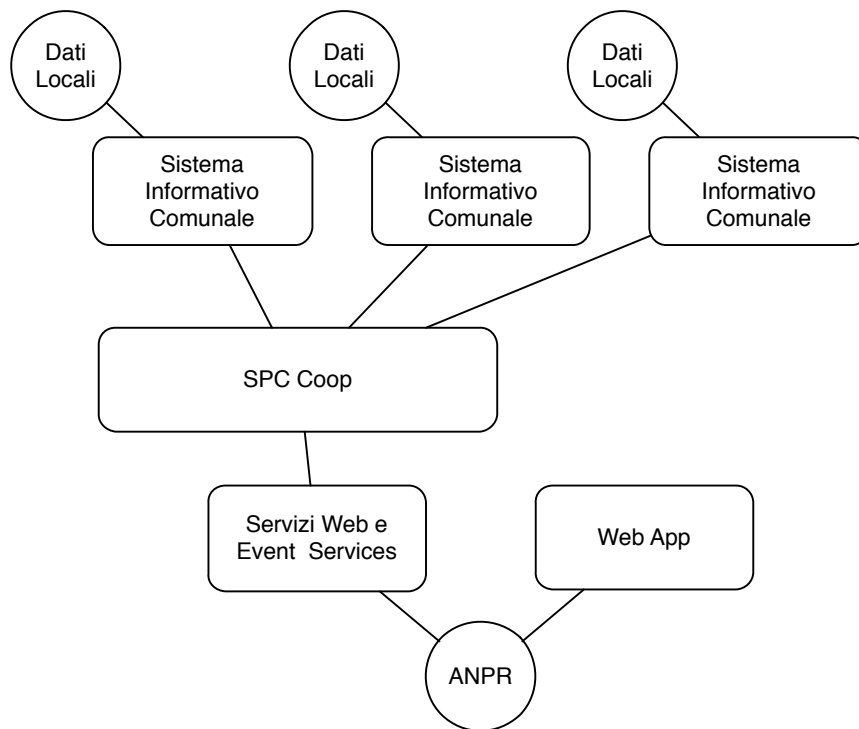 Dati
Locali
Dati
Locali
Dati
Locali
Sistema
Informativo
Comunale
Sistema
Informativo
Comunale
Sistema
Informativo
Comunale
SPC Coop
Servizi Web e
Event  Services
Web App
ANPR